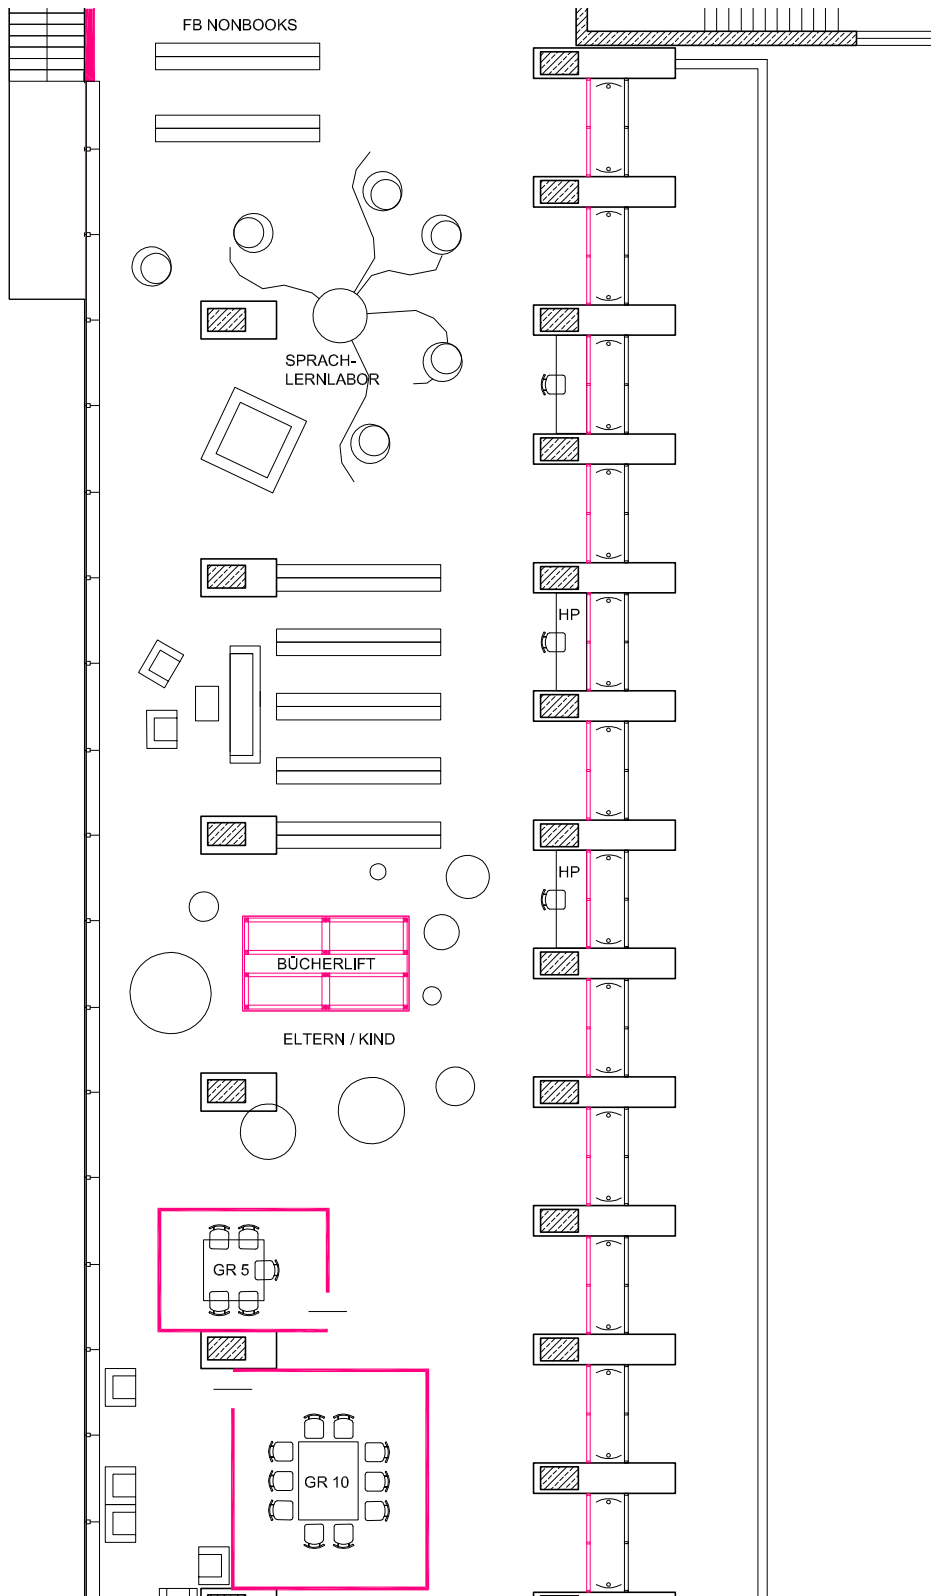 FB NONBOOKS
SPRACH-
LERNLABOR
HP
HP
BÜCHERLIFT
ELTERN / KIND
GR 5
GR 10